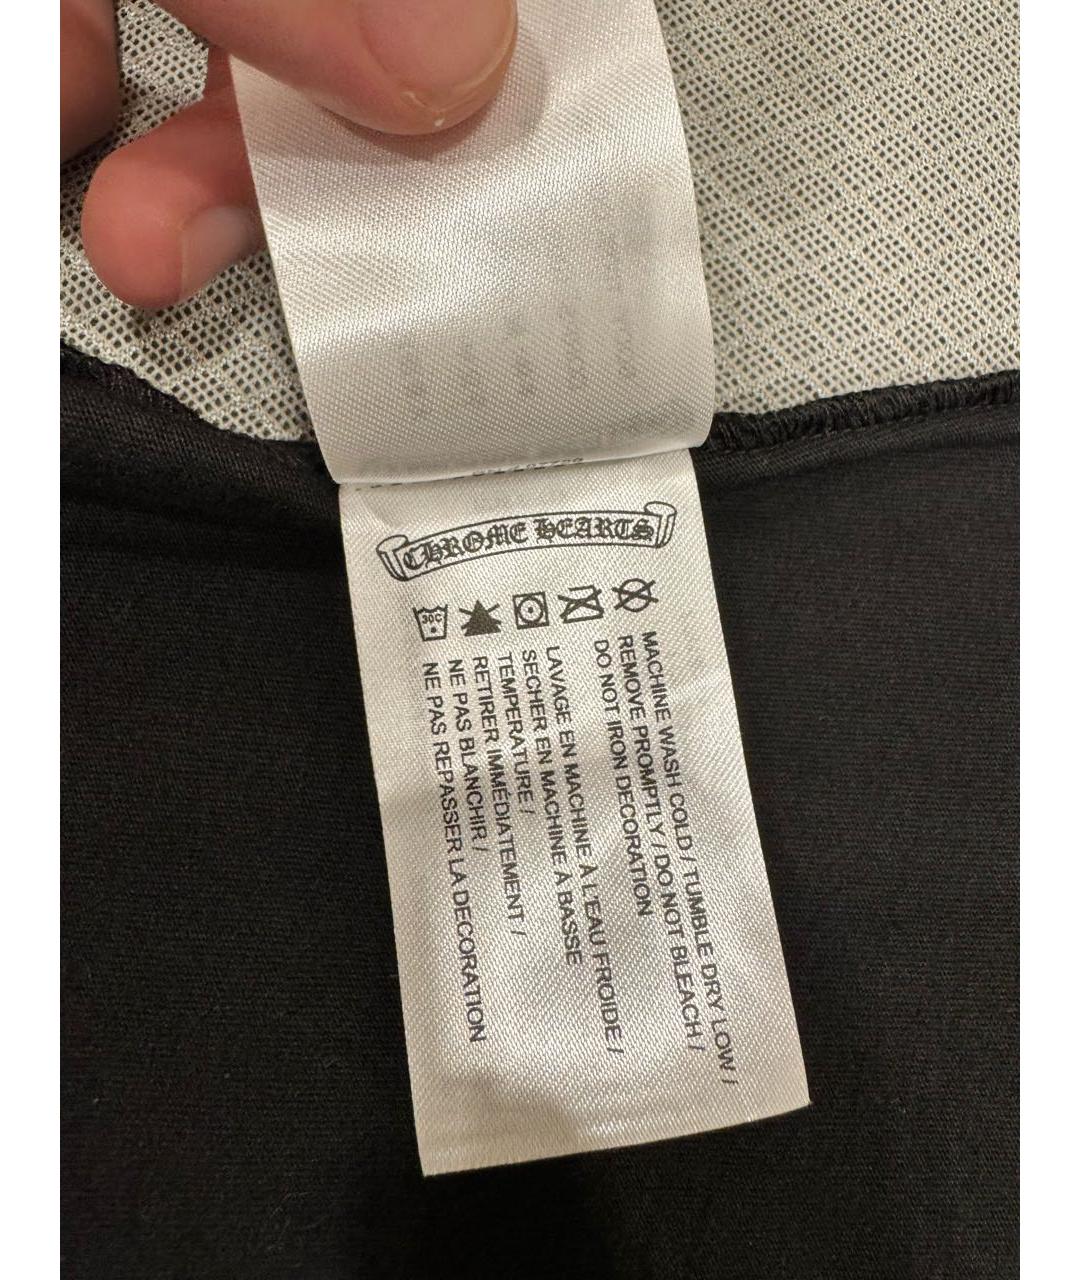 CHROME HEARTS
30C
MACHINE WASH COLD / TUMBLE DRY LOW /
REMOVE PROMPTLY / DO NOT BLEACH /
DO NOT IRON DECORATION
LAVAGE EN MACHINE À L'EAU FROIDE /
SECHER EN MACHINE À BASSE
TEMPERATURE /
RETIRER IMMÉDIATEMENT /
NE PAS BLANCHIR /
NE PAS REPASSER LA DECORATION